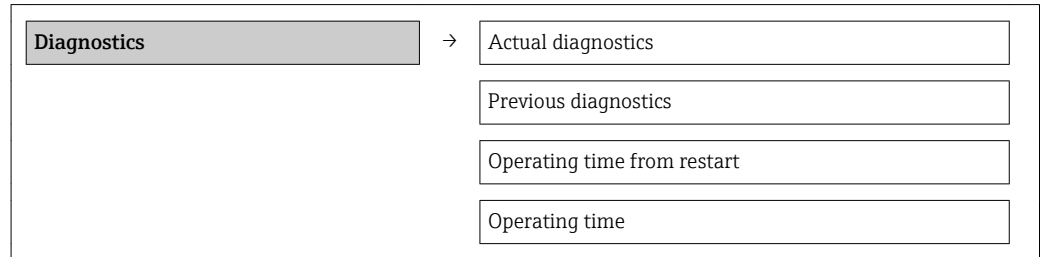 Diagnostics → Actual diagnostics
Previous diagnostics
Operating time from restart
Operating time